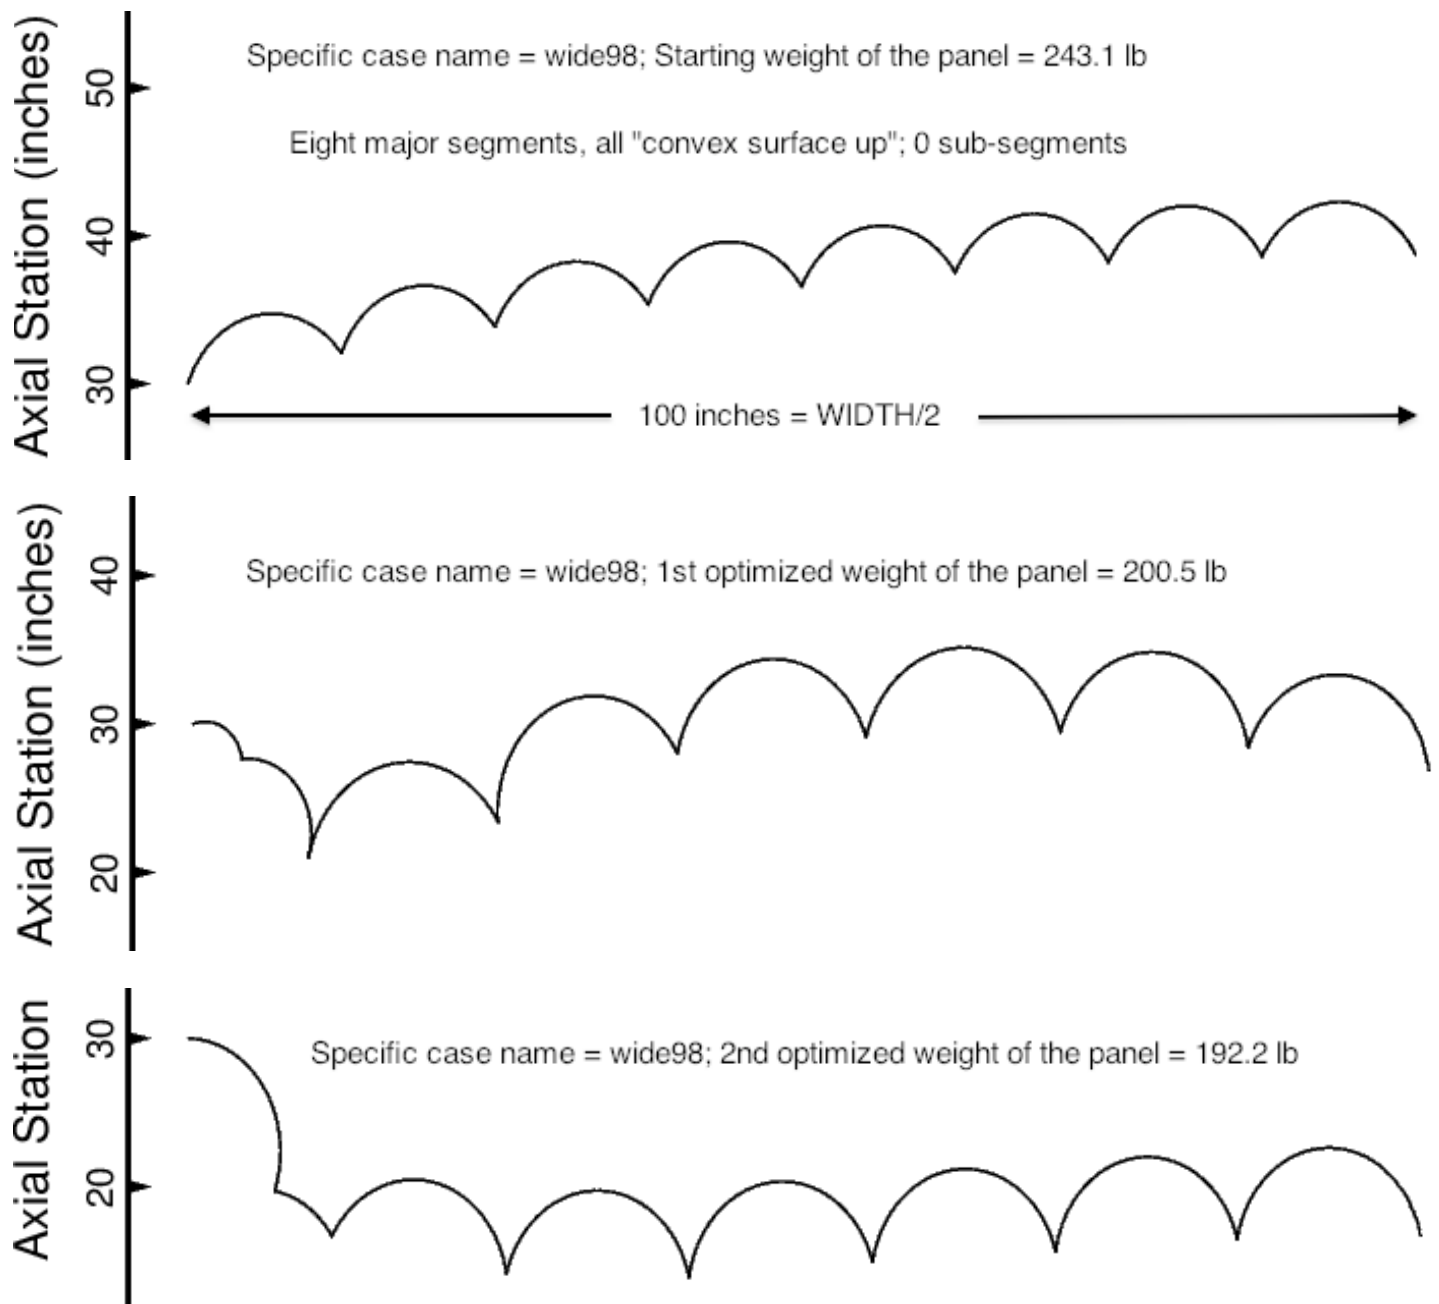 Axial Station (inches)
50
40
30
Specific case name = wide98; Starting weight of the panel = 243.1 lb
Eight major segments, all "convex surface up"; 0 sub-segments
100 inches = WIDTH/2
Axial Station (inches)
40
30
20
Specific case name = wide98; 1st optimized weight of the panel = 200.5 lb
Axial Station
30
20
Specific case name = wide98; 2nd optimized weight of the panel = 192.2 lb